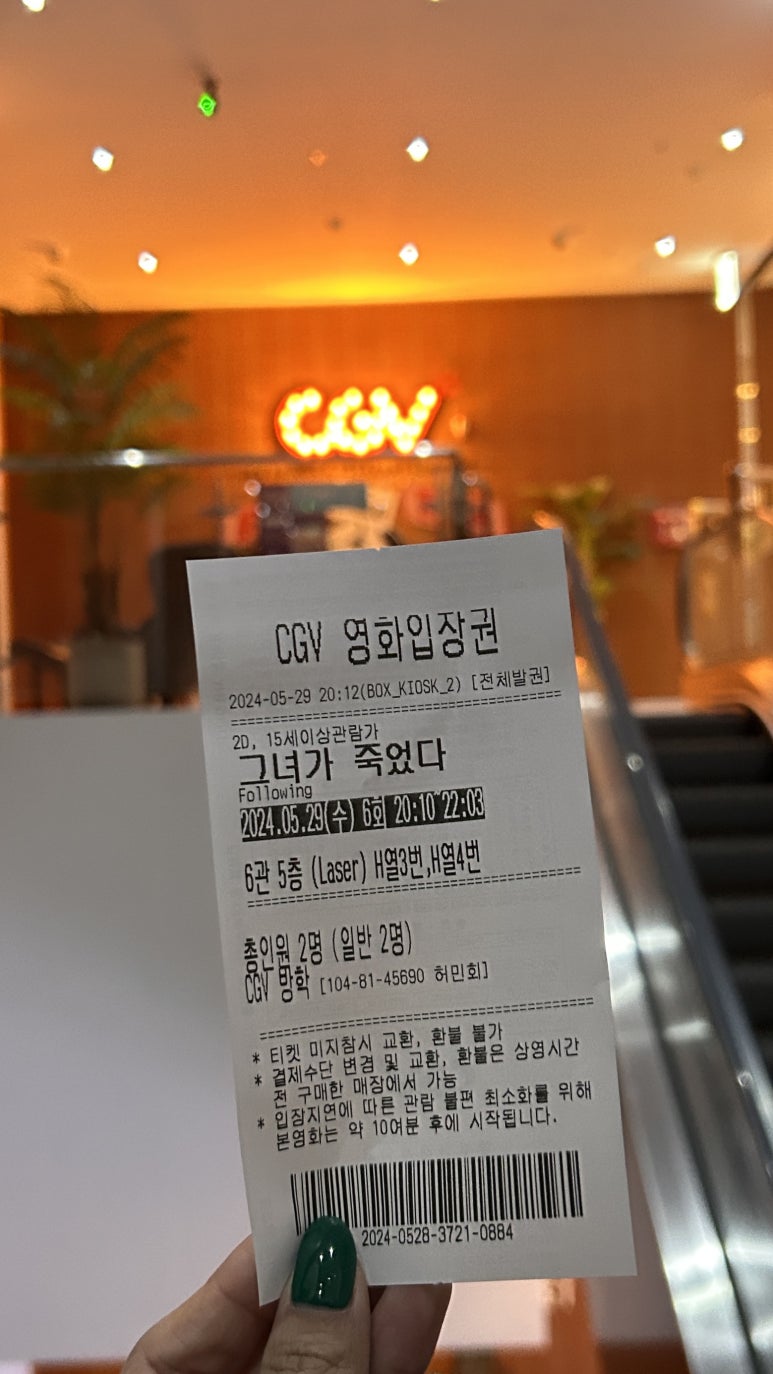 CGV
CGV 영화입장권
2024-05-29 20:12(BOX_KIOSK_2) [전체발권]
2D, 15세이상관람가
그녀가 죽었다
Following
2024.05.29(수) 6회 20:10~22:03
6관 5층 (Laser) H열3번,H열4번
총인원 2명 (일반 2명)
CGV 방학 [104-81-45690 허민회]
* 티켓 미지참시 교환, 환불 불가
* 결제수단 변경 및 교환, 환불은 상영시간
전 구매한 매장에서 가능
* 입장지연에 따른 관람 불편 최소화를 위해
본영화는 약 10여분 후에 시작됩니다.
2024-0528-3721-0884